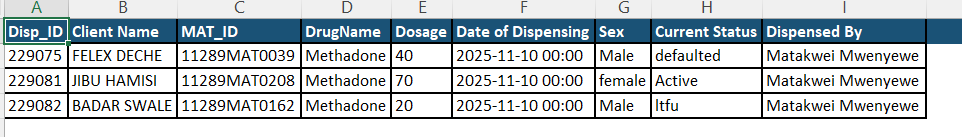 A B C D E F G H I
Disp_ID Client Name MAT_ID DrugName Dosage Date of Dispensing Sex Current Status Dispensed By
229075 FELEX DECHE 11289MAT0039 Methadone 40 2025-11-10 00:00 Male defaulted Matakwei Mwenyewe
229081 JIBU HAMISI 11289MAT0208 Methadone 70 2025-11-10 00:00 female Active Matakwei Mwenyewe
229082 BADAR SWALE 11289MAT0162 Methadone 20 2025-11-10 00:00 Male ltfu Matakwei Mwenyewe